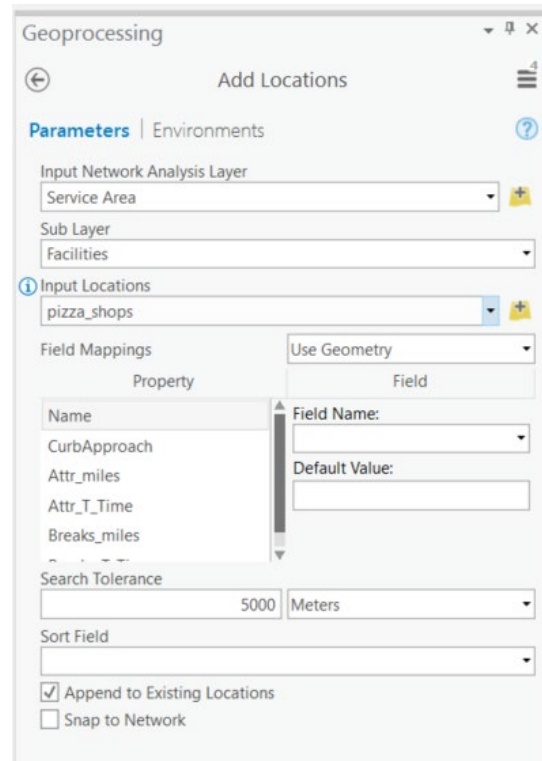 Geoprocessing
Add Locations
4
Parameters | Environments
?
Input Network Analysis Layer
Service Area
Sub Layer
Facilities
i Input Locations
pizza_shops
Field Mappings Use Geometry
Property Field
Name Field Name:
CurbApproach
Attr_miles Default Value:
Attr_T_Time
Breaks_miles
Search Tolerance
5000 Meters
Sort Field
Append to Existing Locations
Snap to Network